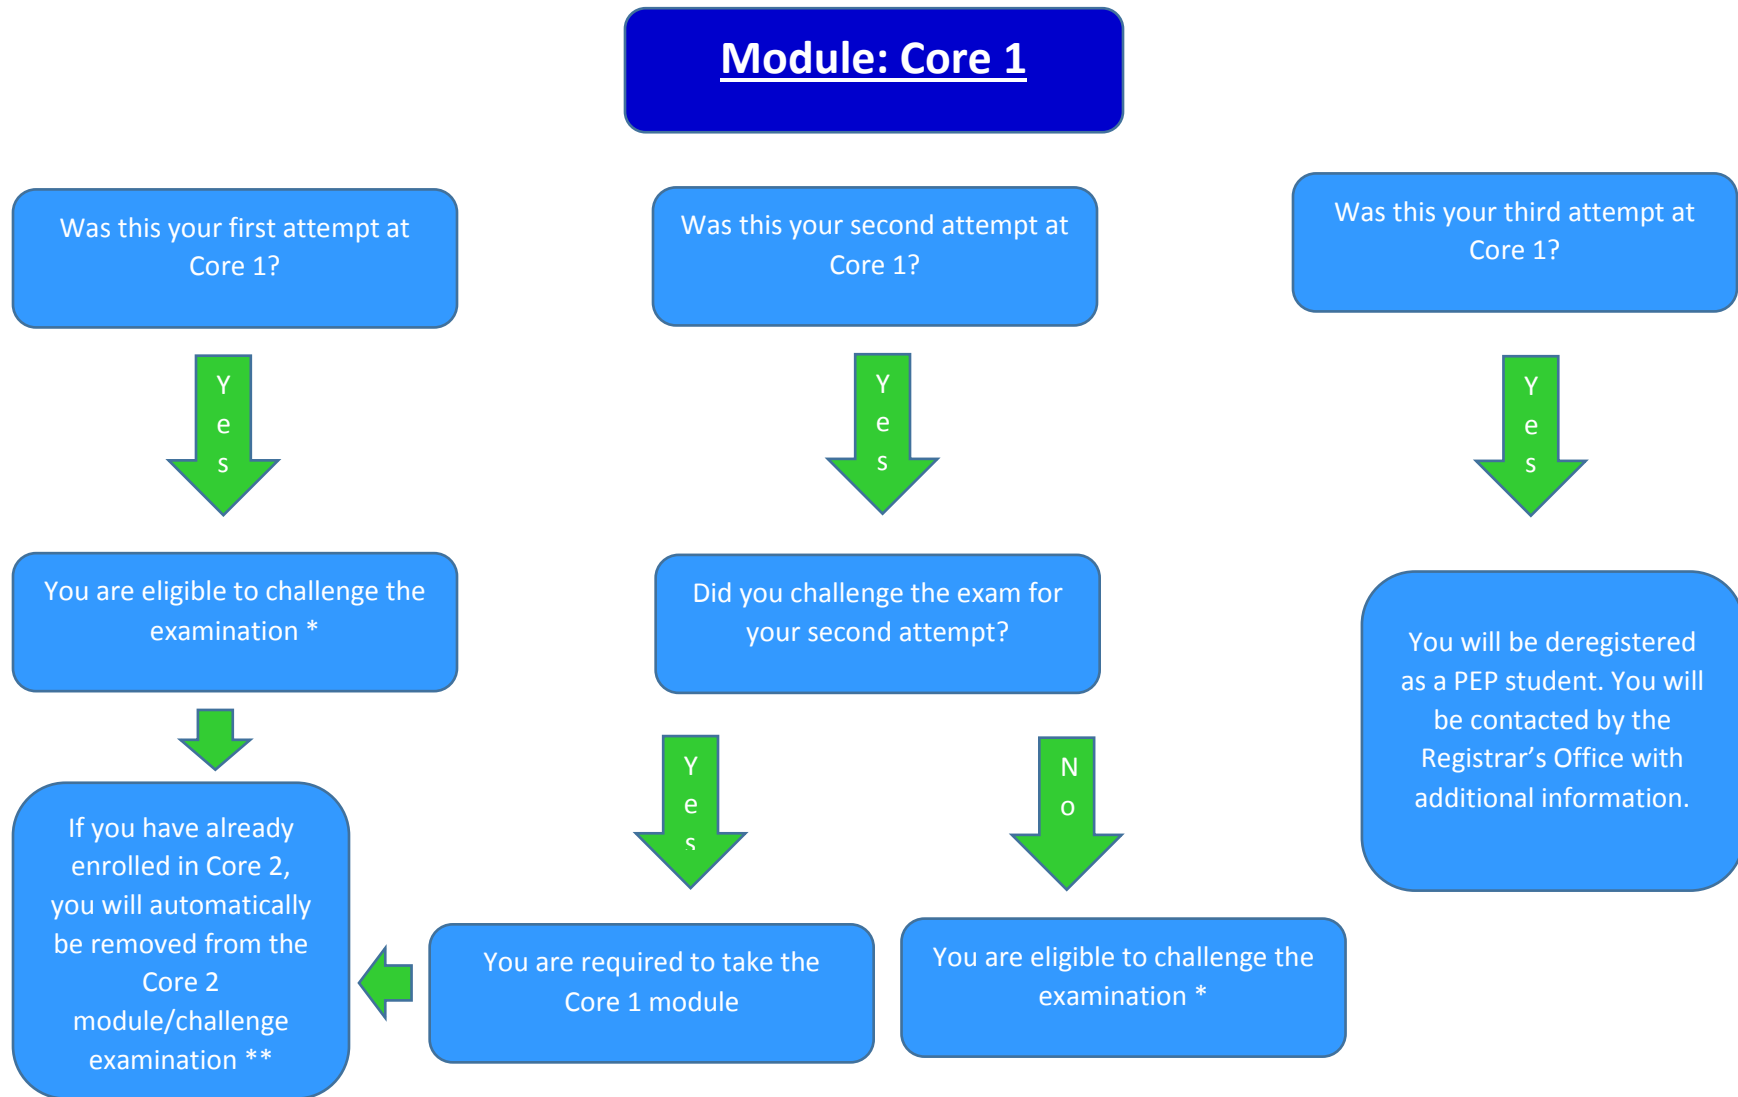 Module: Core 1
Was this your first attempt at
Core 1?
Was this your second attempt at
Core 1?
Was this your third attempt at
Core 1?
Y
e
s
Y
e
s
Y
e
s
You are eligible to challenge the
examination *
Did you challenge the exam for
your second attempt?
You will be deregistered
as a PEP student. You will
be contacted by the
Registrar’s Office with
additional information.
Y
e
s
N
o
If you have already
enrolled in Core 2,
you will automatically
be removed from the
Core 2
module/challenge
examination **
You are required to take the
Core 1 module
You are eligible to challenge the
examination *